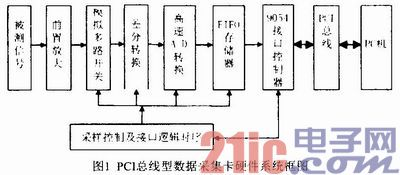 被测信号
前置放大
模拟多路开关
差分转换
高速A/D转换
FIFO存储器
9054接口控制器
PCI总线
PC机
采样控制及接口逻辑时序
21ic电子网
.com
图1 PCI总线型数据采集卡硬件系统框图